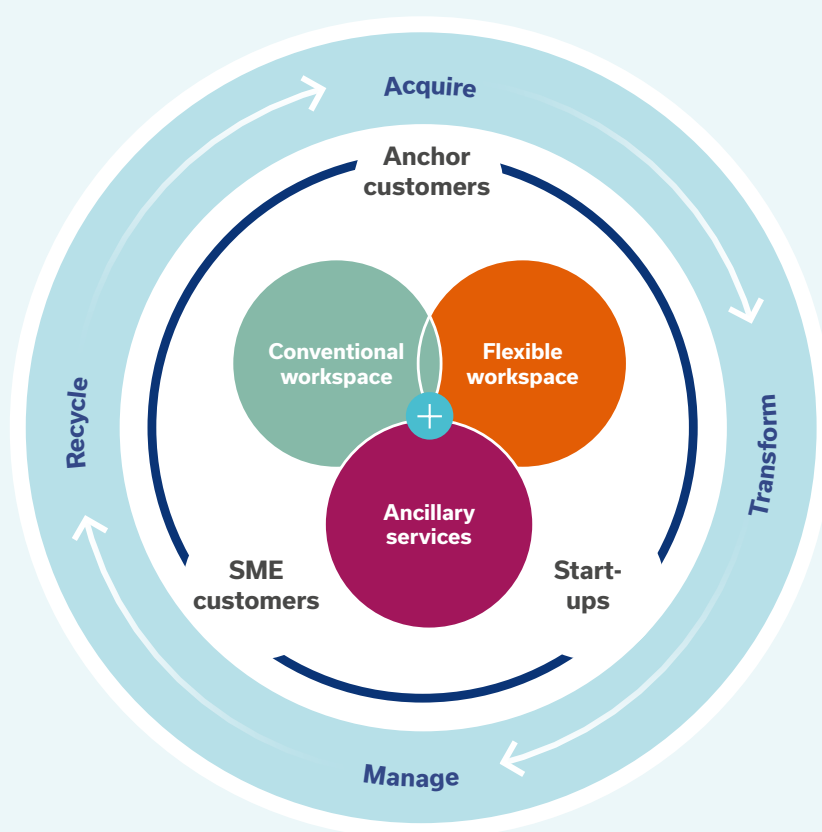 Acquire
Anchor
customers
Conventional
workspace
Flexible
workspace
Recycle
Transform
Ancillary
services
SME
customers
Start-
ups
Manage